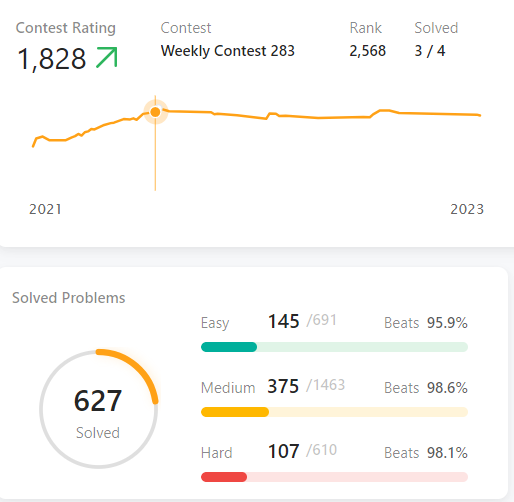 Contest Rating
1,828
Contest
Weekly Contest 283
Rank
2,568
Solved
3 / 4
2021
2023
Solved Problems
627
Solved
Easy 145 /691 Beats 95.9%
Medium 375 /1463 Beats 98.6%
Hard 107 /610 Beats 98.1%